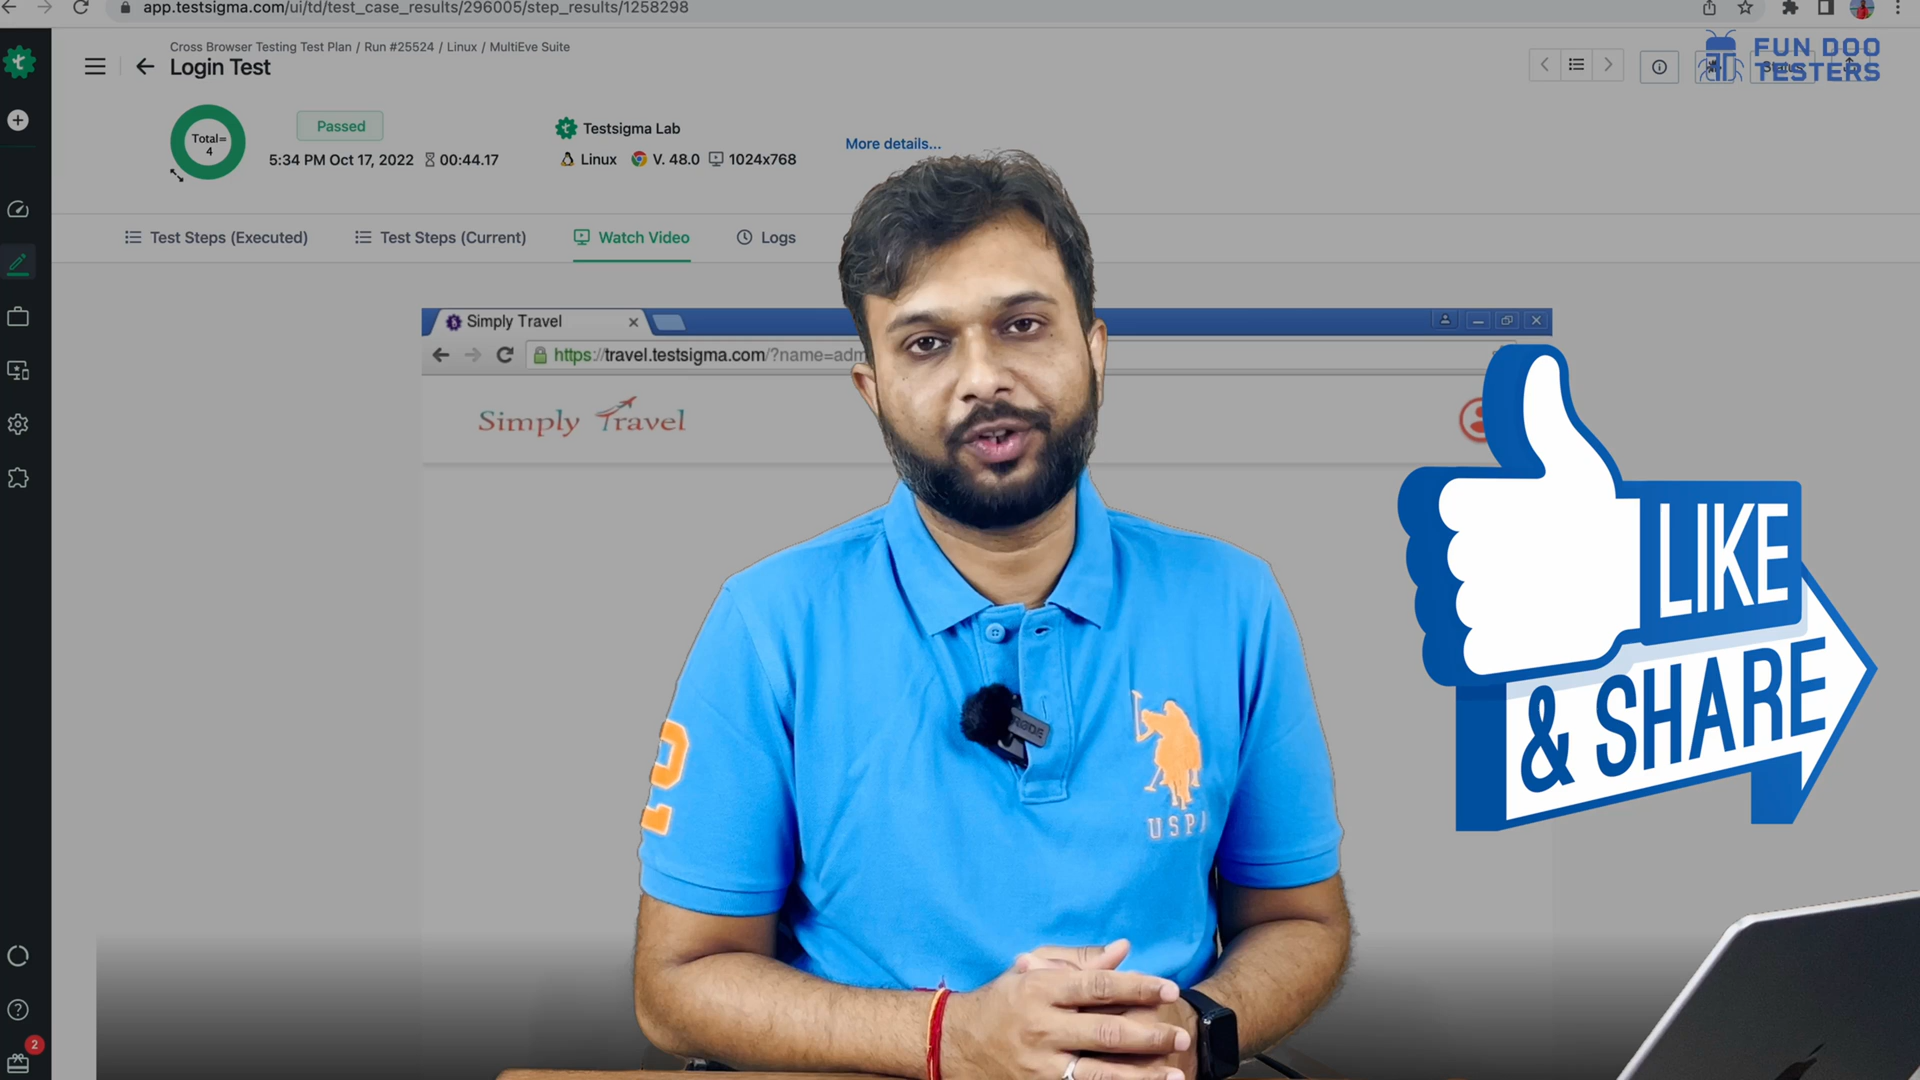 app.testsigma.com/ui/td/test_case_results/296005/step_results/1258298
Cross Browser Testing Test Plan / Run #25524 / Linux / MultiEve Suite
Login Test
FUN DOO
TESTERS
Total=
4
Passed
5:34 PM Oct 17, 2022
00:44.17
Testsigma Lab
Linux
V. 48.0
1024x768
More details...
Test Steps (Executed)
Test Steps (Current)
Watch Video
Logs
Simply Travel
https://travel.testsigma.com/?name=adm
Simply Travel
LIKE
& SHARE
2
USP
2